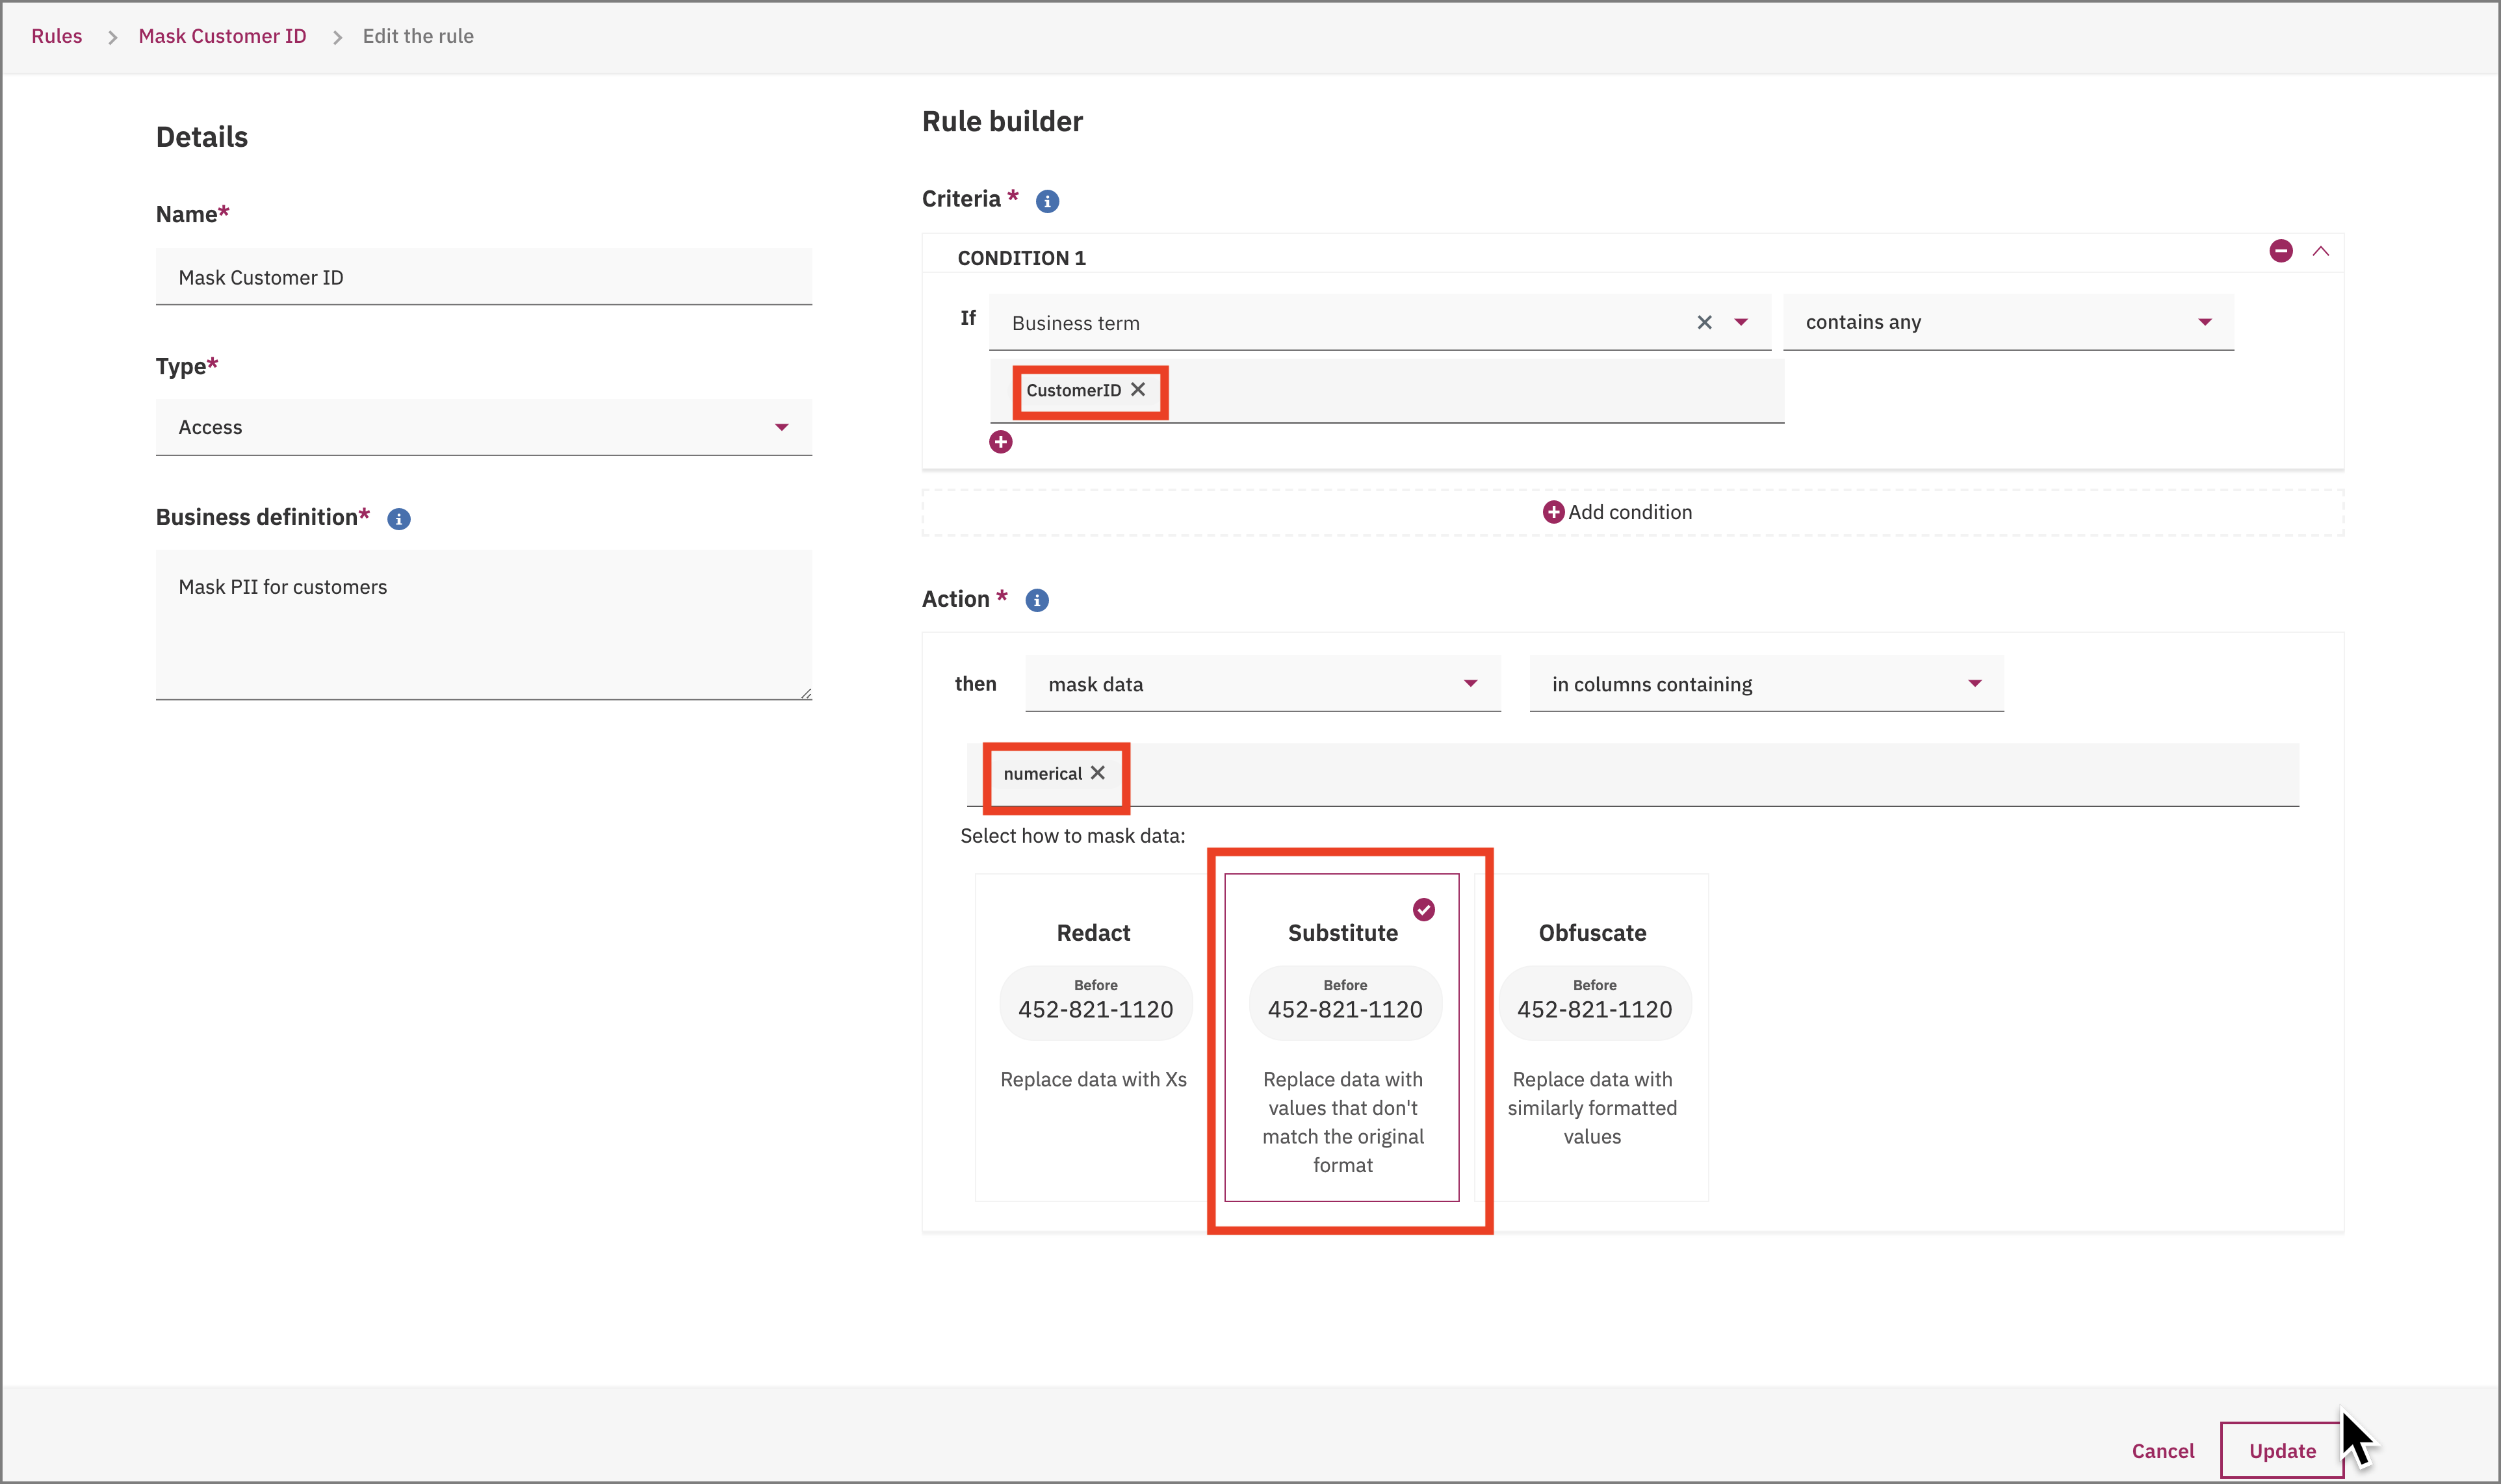 Rules > Mask Customer ID > Edit the rule
Details
Name*
Mask Customer ID
Type*
Access
Business definition*
Mask PII for customers
Rule builder
Criteria *
CONDITION 1
If Business term contains any
CustomerID
Add condition
Action *
then mask data in columns containing
numerical
Select how to mask data:
Redact
Before
452-821-1120
Replace data with Xs
Substitute
Before
452-821-1120
Replace data with
values that don't
match the original
format
Obfuscate
Before
452-821-1120
Replace data with
similarly formatted
values
Cancel Update